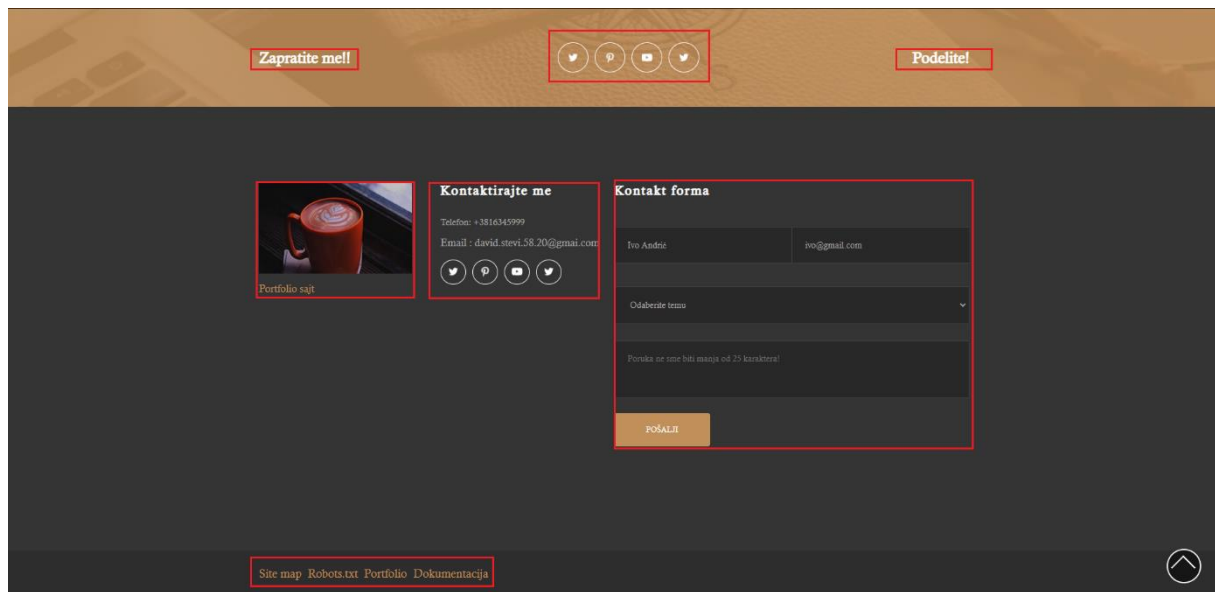 Zapratite me!!
Podelite!
Portfolio sajt
Kontaktirajte me
Telefon: +3816345999
Email : david.stevi.58.20@gmai.com
Kontakt forma
Ivo Andrić ivo@gmail.com
Odaberite temu
Poruka ne sme biti manja od 25 karaktera!
POŠALJI
Site map Robots.txt Portfolio Dokumentacija